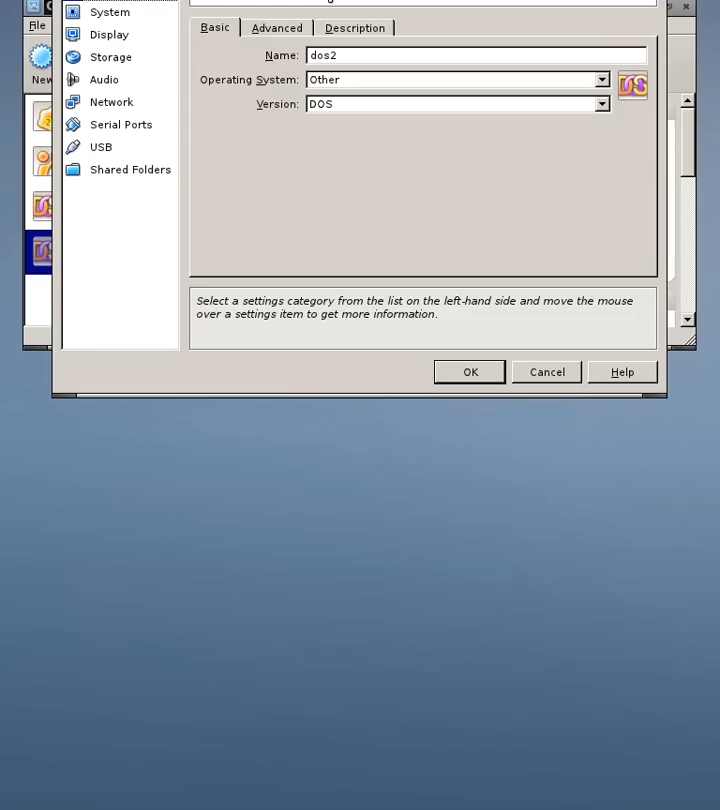 File
New
System
Display
Storage
Audio
Network
Serial Ports
USB
Shared Folders
Basic
Advanced
Description
Name: dos2
Operating System: Other
Version: DOS
Select a settings category from the list on the left-hand side and move the mouse
over a settings item to get more information.
OK
Cancel
Help